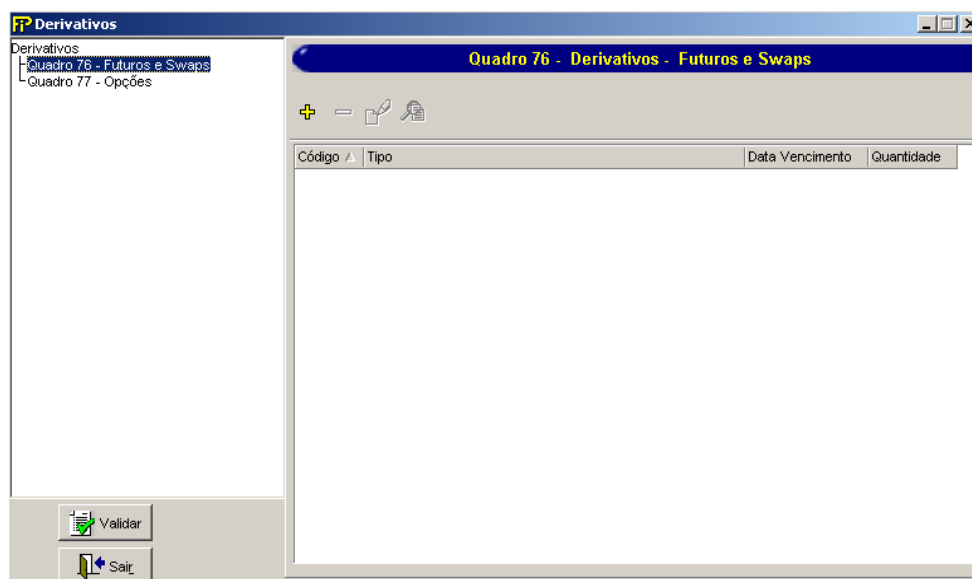 FIP Derivativos
Derivativos
Quadro 76 - Futuros e Swaps
Quadro 77 - Opções
Quadro 76 - Derivativos - Futuros e Swaps
Código Tipo Data Vencimento Quantidade
Validar
Sair